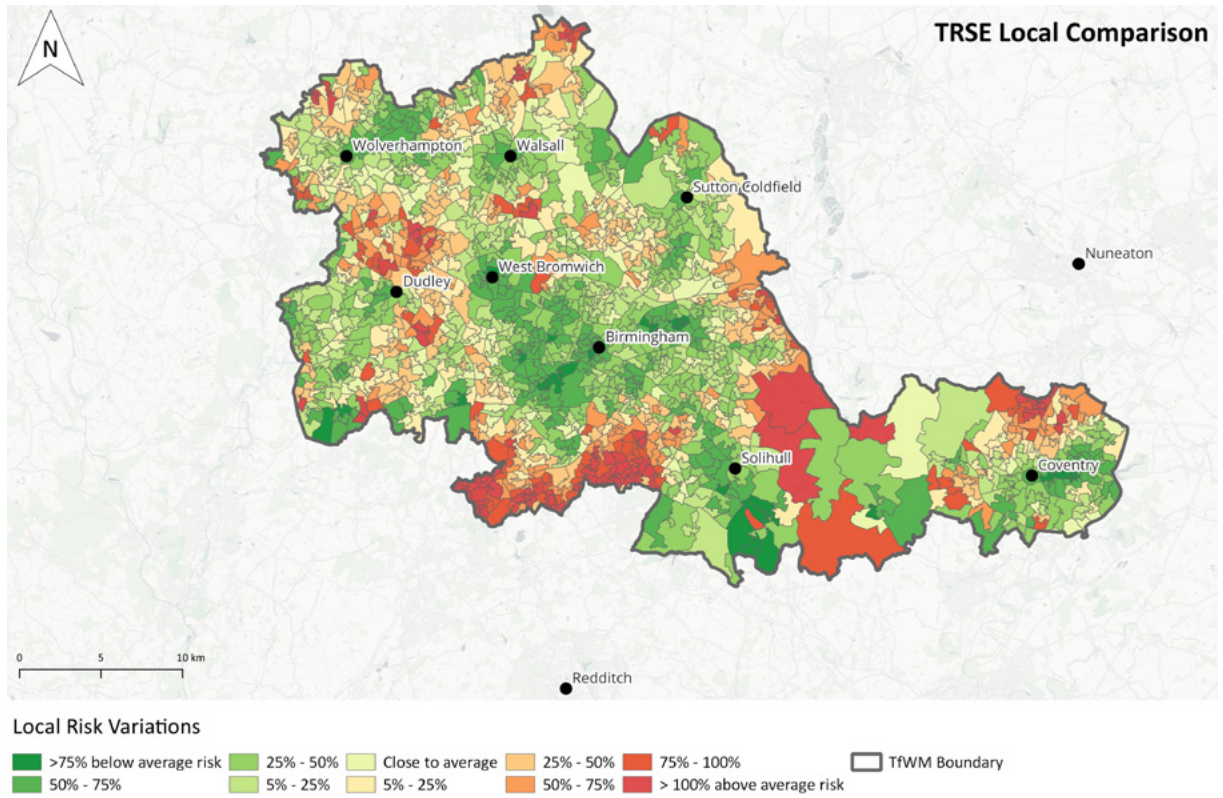 TRSE Local Comparison
N
Wolverhampton
Walsall
Sutton Coldfield
Nuneaton
West Bromwich
Dudley
Birmingham
Solihull
Coventry
0 5 10 km
Redditch
Local Risk Variations
>75% below average risk 25% - 50% Close to average 25% - 50% 75% - 100% TfWM Boundary
50% - 75% 5% - 25% 5% - 25% 50% - 75% > 100% above average risk